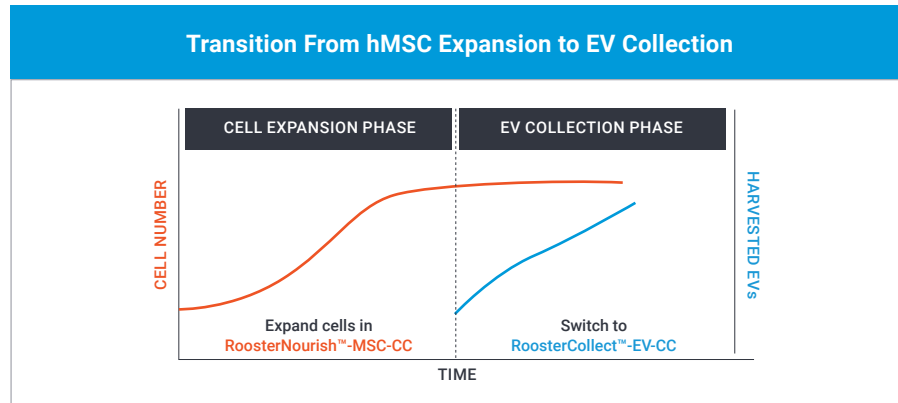 Transition From hMSC Expansion to EV Collection
CELL EXPANSION PHASE
EV COLLECTION PHASE
CELL NUMBER
HARVESTED EVs
Expand cells in
RoosterNourish™-MSC-CC
Switch to
RoosterCollect™-EV-CC
TIME